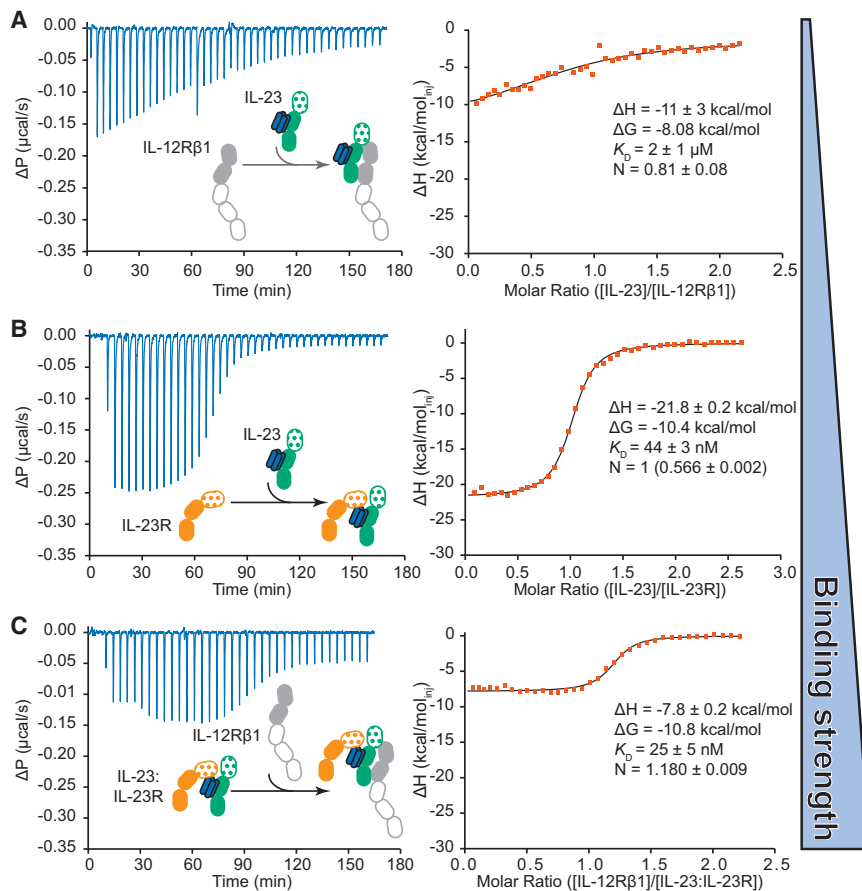 A
0.00
-0.05
-0.10
-0.15
-0.20
-0.25
-0.30
-0.35
ΔP (µcal/s)
IL-23
IL-12Rβ1
0 30 60 90 120 150 180
Time (min)
0
-5
-10
-15
-20
-25
-30
ΔH (kcal/mol_inj)
ΔH = -11 ± 3 kcal/mol
ΔG = -8.08 kcal/mol
K_D = 2 ± 1 µM
N = 0.81 ± 0.08
0.0 0.5 1.0 1.5 2.0 2.5
Molar Ratio ([IL-23]/[IL-12Rβ1])
B
0.00
-0.05
-0.10
-0.15
-0.20
-0.25
-0.30
-0.35
ΔP (µcal/s)
IL-23
IL-23R
0 30 60 90 120 150 180
Time (min)
0
-5
-10
-15
-20
-25
-30
ΔH (kcal/mol_inj)
ΔH = -21.8 ± 0.2 kcal/mol
ΔG = -10.4 kcal/mol
K_D = 44 ± 3 nM
N = 1 (0.566 ± 0.002)
0.0 0.5 1.0 1.5 2.0 2.5 3.0
Molar Ratio ([IL-23]/[IL-23R])
C
0.00
-0.05
-0.01
-0.15
-0.20
-0.25
-0.30
-0.35
ΔP (µcal/s)
IL-12Rβ1
IL-23:
IL-23R
0 30 60 90 120 150 180
Time (min)
0
-5
-10
-15
-20
-25
-30
ΔH (kcal/mol_inj)
ΔH = -7.8 ± 0.2 kcal/mol
ΔG = -10.8 kcal/mol
K_D = 25 ± 5 nM
N = 1.180 ± 0.009
0.0 0.5 1.0 1.5 2.0 2.5
Molar Ratio ([IL-12Rβ1]/[IL-23:IL-23R])
Binding strength